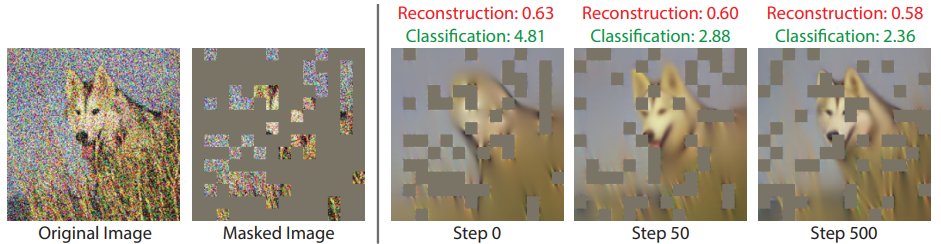 Reconstruction: 0.63
Classification: 4.81
Reconstruction: 0.60
Classification: 2.88
Reconstruction: 0.58
Classification: 2.36
Original Image
Masked Image
Step 0
Step 50
Step 500